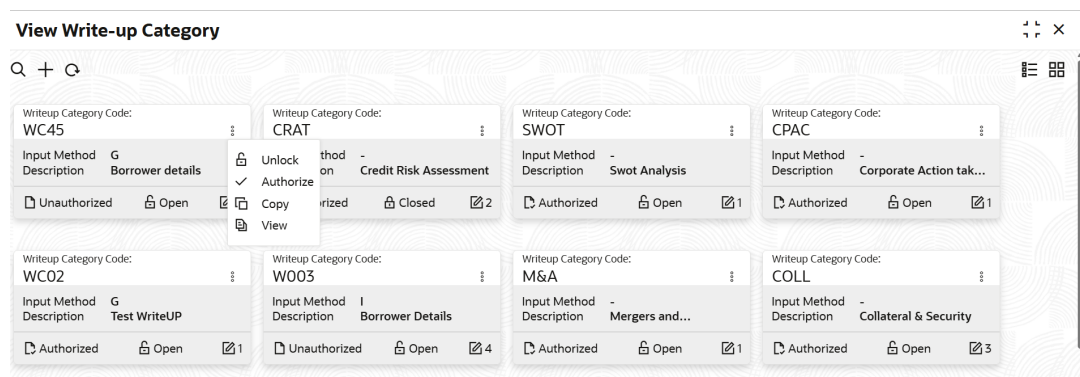 View Write-up Category
Writeup Category Code:
WC45
Input Method G
Description Borrower details
Unauthorized Open
Unlock
Authorize
Copy
View
Writeup Category Code:
CRAT
thod -
on Credit Risk Assessment
rized Closed 2
Writeup Category Code:
SWOT
Input Method -
Description Swot Analysis
Authorized Open 1
Writeup Category Code:
CPAC
Input Method -
Description Corporate Action tak...
Authorized Open 1
Writeup Category Code:
WC02
Input Method G
Description Test WriteUP
Authorized Open 1
Writeup Category Code:
W003
Input Method I
Description Borrower Details
Unauthorized Open 4
Writeup Category Code:
M&A
Input Method -
Description Mergers and...
Authorized Open 1
Writeup Category Code:
COLL
Input Method -
Description Collateral & Security
Authorized Open 3